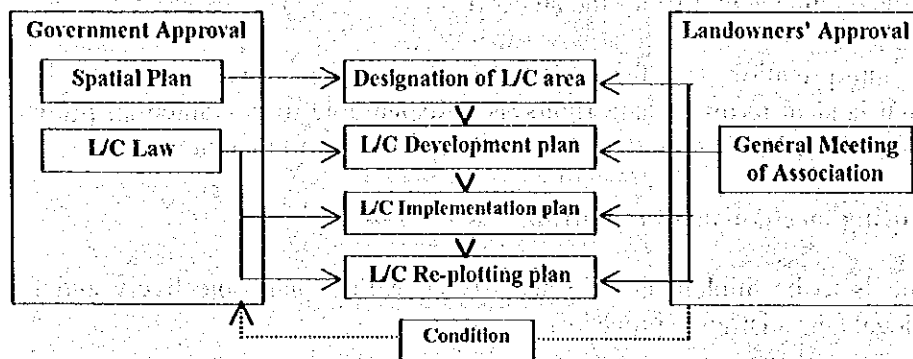 Government Approval
Spatial Plan
L/C Law
Designation of L/C area
L/C Development plan
L/C Implementation plan
L/C Re-plotting plan
Landowners' Approval
General Meeting
of Association
Condition